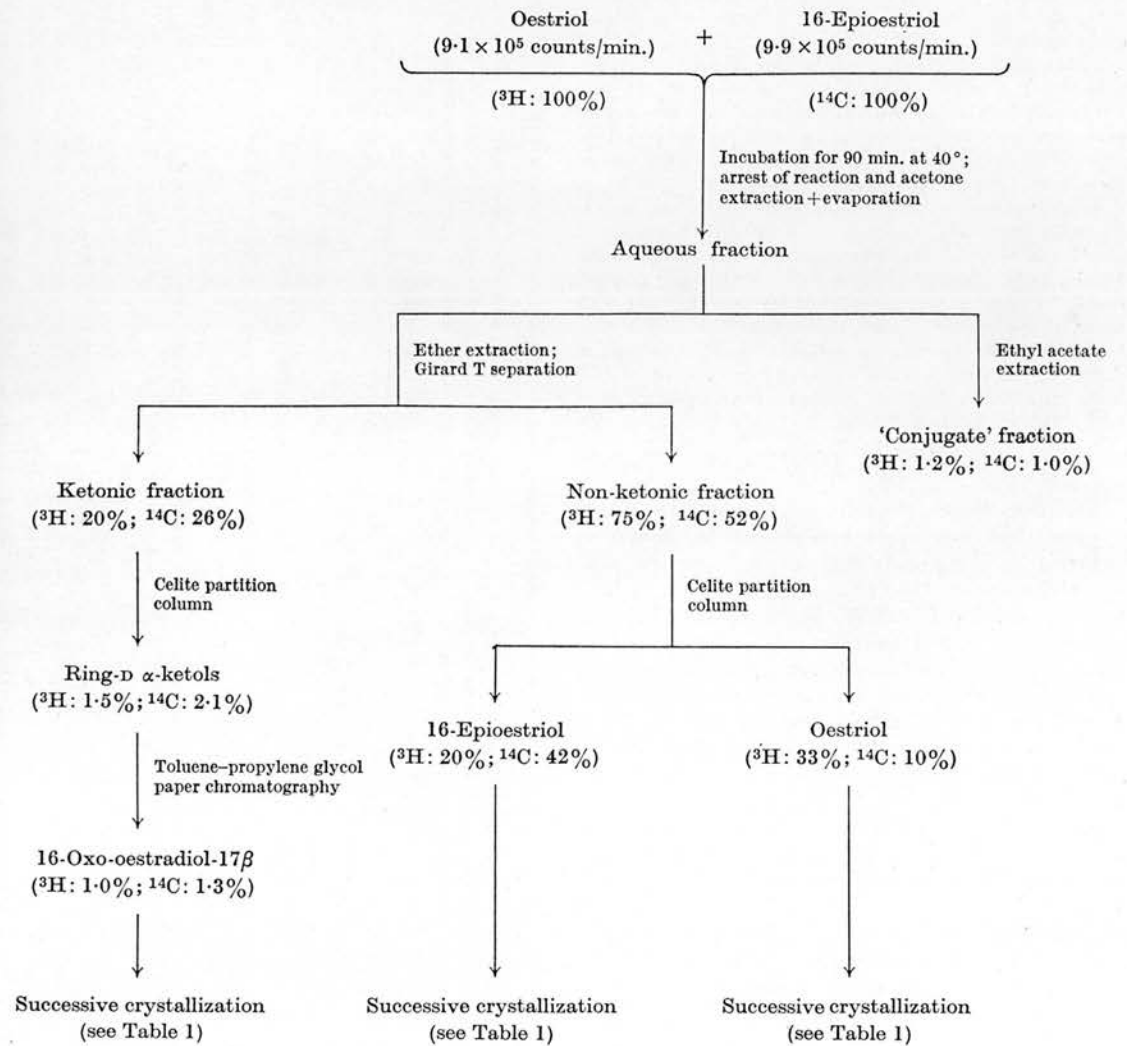 Oestriol
(9·1 × 10⁵ counts/min.)
+
16-Epioestriol
(9·9 × 10⁵ counts/min.)
(³H: 100%)
(¹⁴C: 100%)
Incubation for 90 min. at 40°;
arrest of reaction and acetone
extraction + evaporation
Aqueous fraction
Ether extraction;
Girard T separation
Ethyl acetate
extraction
'Conjugate' fraction
(³H: 1·2%; ¹⁴C: 1·0%)
Ketonic fraction
(³H: 20%; ¹⁴C: 26%)
Non-ketonic fraction
(³H: 75%; ¹⁴C: 52%)
Celite partition
column
Celite partition
column
Ring-D α-ketols
(³H: 1·5%; ¹⁴C: 2·1%)
16-Epioestriol
(³H: 20%; ¹⁴C: 42%)
Oestriol
(³H: 33%; ¹⁴C: 10%)
Toluene–propylene glycol
paper chromatography
16-Oxo-oestradiol-17β
(³H: 1·0%; ¹⁴C: 1·3%)
Successive crystallization
(see Table 1)
Successive crystallization
(see Table 1)
Successive crystallization
(see Table 1)